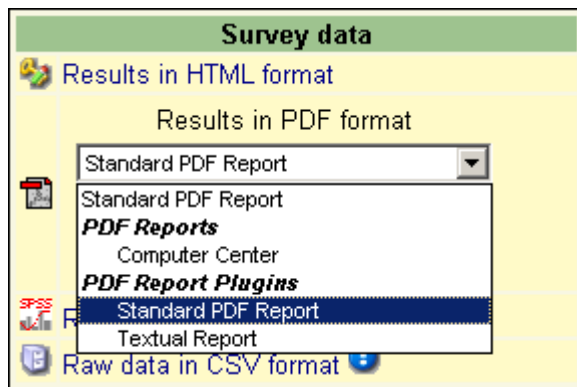 Survey data
Results in HTML format
Results in PDF format
Standard PDF Report
Standard PDF Report
PDF Reports
Computer Center
PDF Report Plugins
Standard PDF Report
Textual Report
SPSS R
Raw data in CSV format